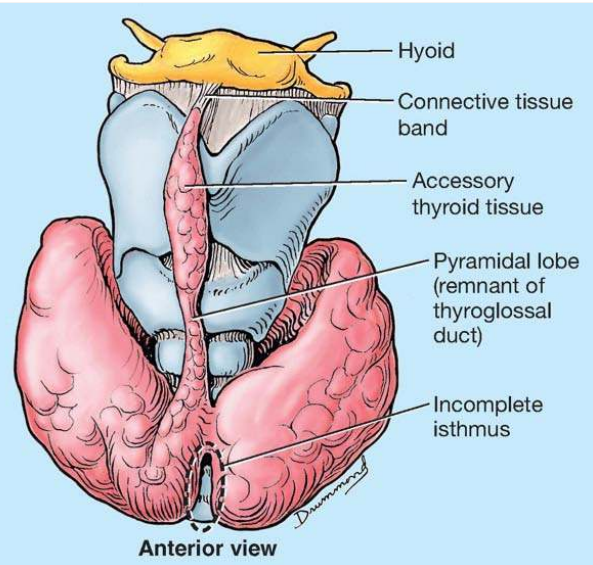 Hyoid
Connective tissue
band
Accessory
thyroid tissue
Pyramidal lobe
(remnant of
thyroglossal
duct)
Incomplete
isthmus
Drummond
Anterior view